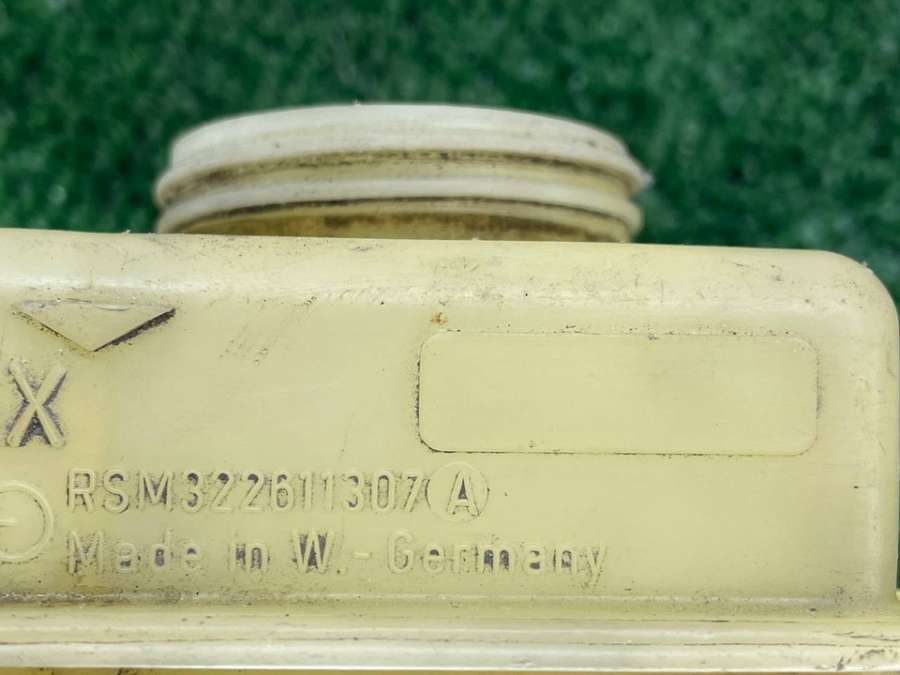 X
RSM322611307 A
Made in W.-Germany